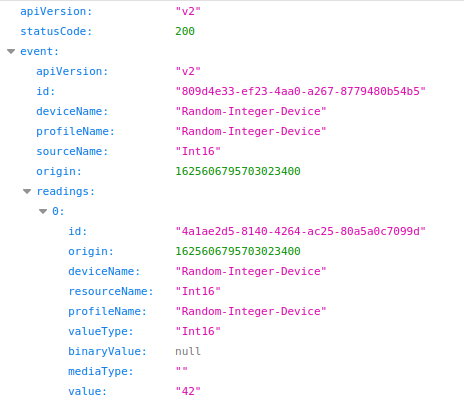 apiVersion: "v2"
statusCode: 200
event:
apiVersion: "v2"
id: "809d4e33-ef23-4aa0-a267-8779480b54b5"
deviceName: "Random-Integer-Device"
profileName: "Random-Integer-Device"
sourceName: "Int16"
origin: 1625606795703023400
readings:
0:
id: "4a1ae2d5-8140-4264-ac25-80a5a0c7099d"
origin: 1625606795703023400
deviceName: "Random-Integer-Device"
resourceName: "Int16"
profileName: "Random-Integer-Device"
valueType: "Int16"
binaryValue: null
mediaType: ""
value: "42"